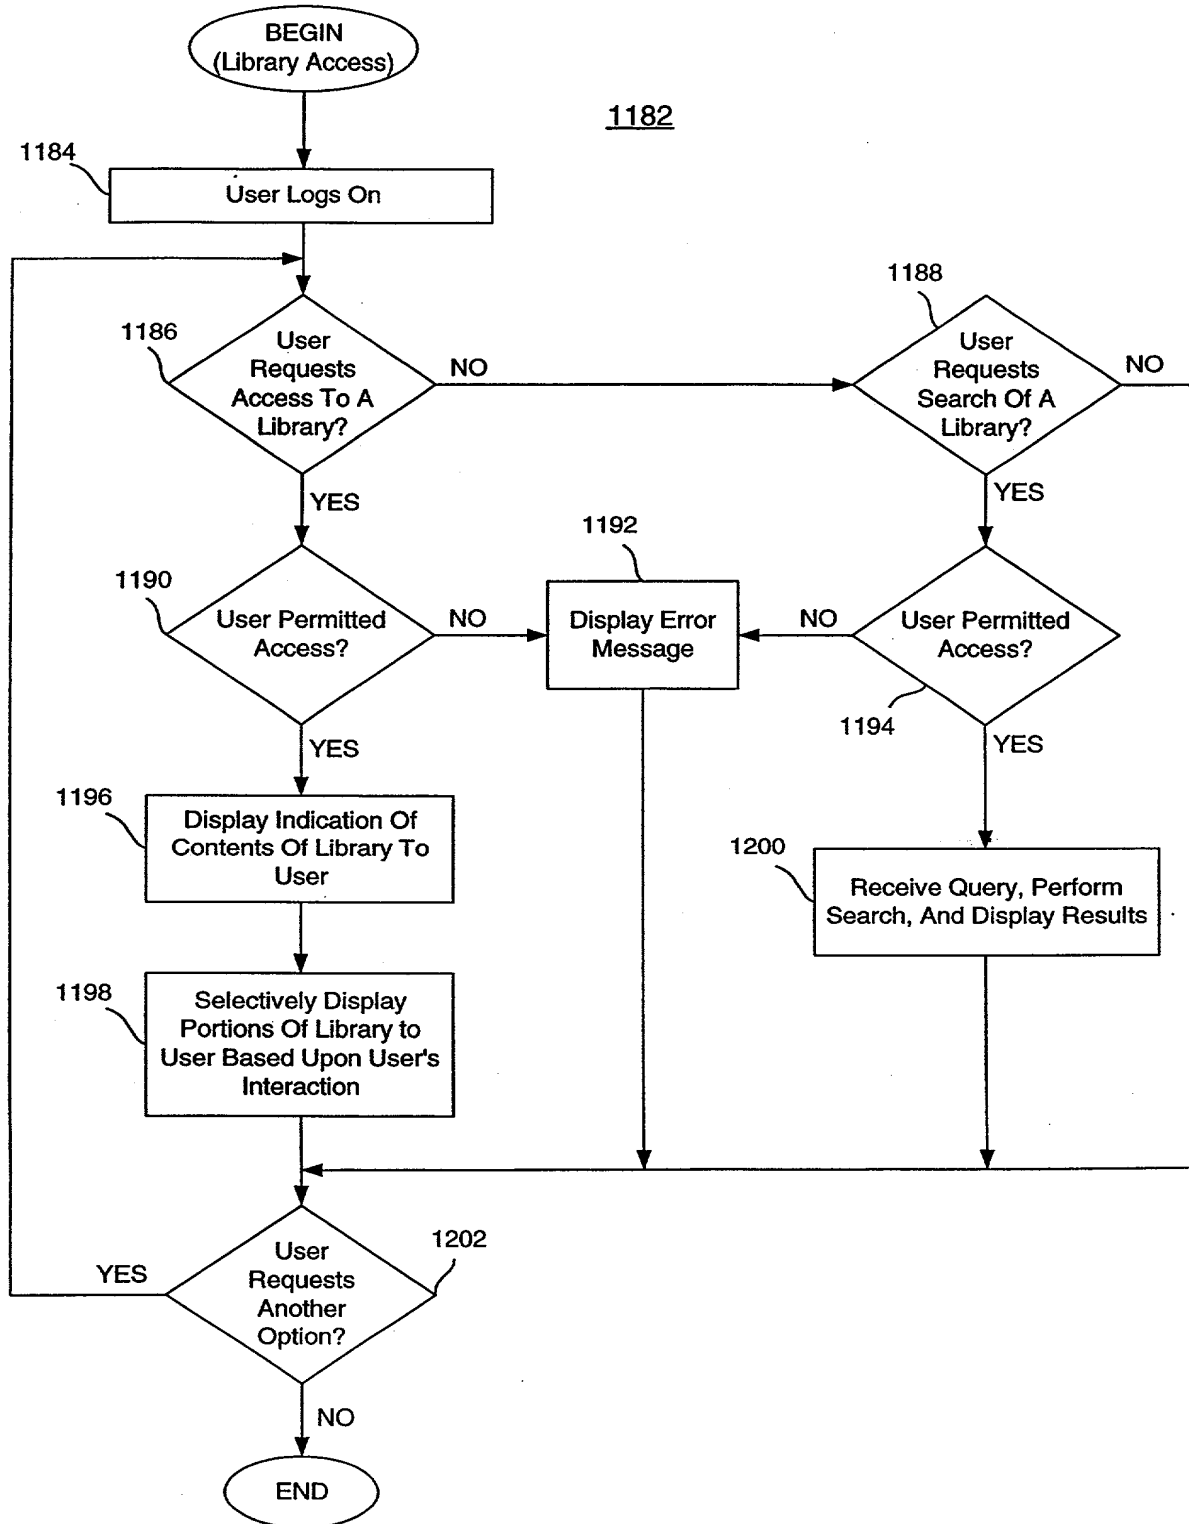 BEGIN
(Library Access)
1182
1184
User Logs On
1186
User
Requests
Access To A
Library?
NO
1188
User
Requests
Search Of A
Library?
NO
YES
YES
1190
User Permitted
Access?
NO
1192
Display Error
Message
NO
User Permitted
Access?
1194
YES
YES
1196
Display Indication Of
Contents Of Library To
User
1200
Receive Query, Perform
Search, And Display Results
1198
Selectively Display
Portions Of Library to
User Based Upon User's
Interaction
1202
User
Requests
Another
Option?
YES
NO
END